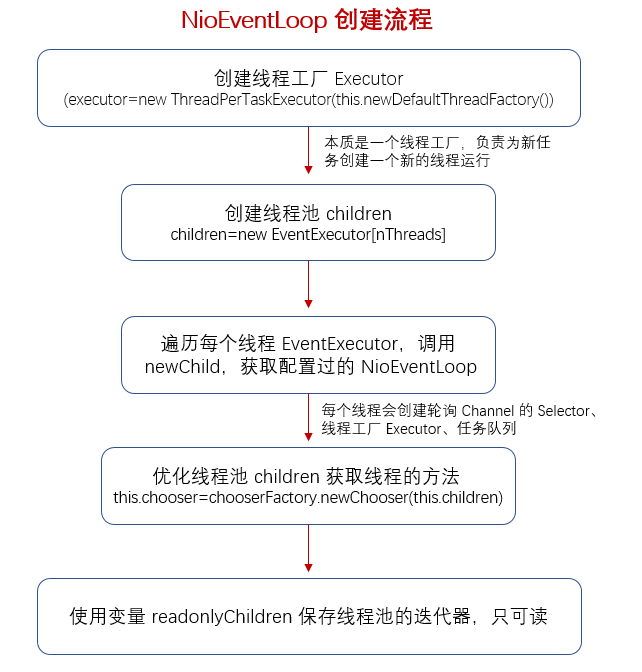 NioEventLoop 创建流程
创建线程工厂 Executor
(executor=new ThreadPerTaskExecutor(this.newDefaultThreadFactory())
本质是一个线程工厂，负责为新任
务创建一个新的线程运行
创建线程池 children
children=new EventExecutor[nThreads]
遍历每个线程 EventExecutor，调用
newChild，获取配置过的 NioEventLoop
每个线程会创建轮询 Channel 的 Selector、
线程工厂 Executor、任务队列
优化线程池 children 获取线程的方法
this.chooser=chooserFactory.newChooser(this.children)
使用变量 readonlyChildren 保存线程池的迭代器，只可读